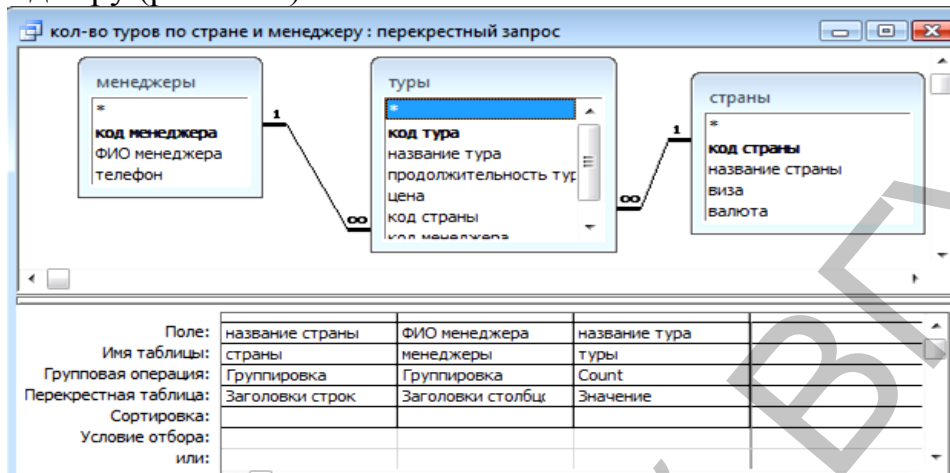 кол-во туров по стране и менеджеру : перекрестный запрос
менеджеры
*
код менеджера
ФИО менеджера
телефон
1
∞
туры
*
код тура
название тура
продолжительность тур
цена
код страны
код менеджера
∞
1
страны
*
код страны
название страны
виза
валюта
Поле: название страны ФИО менеджера название тура
Имя таблицы: страны менеджеры туры
Групповая операция: Группировка Группировка Count
Перекрестная таблица: Заголовки строк Заголовки столбц Значение
Сортировка:
Условие отбора:
или: